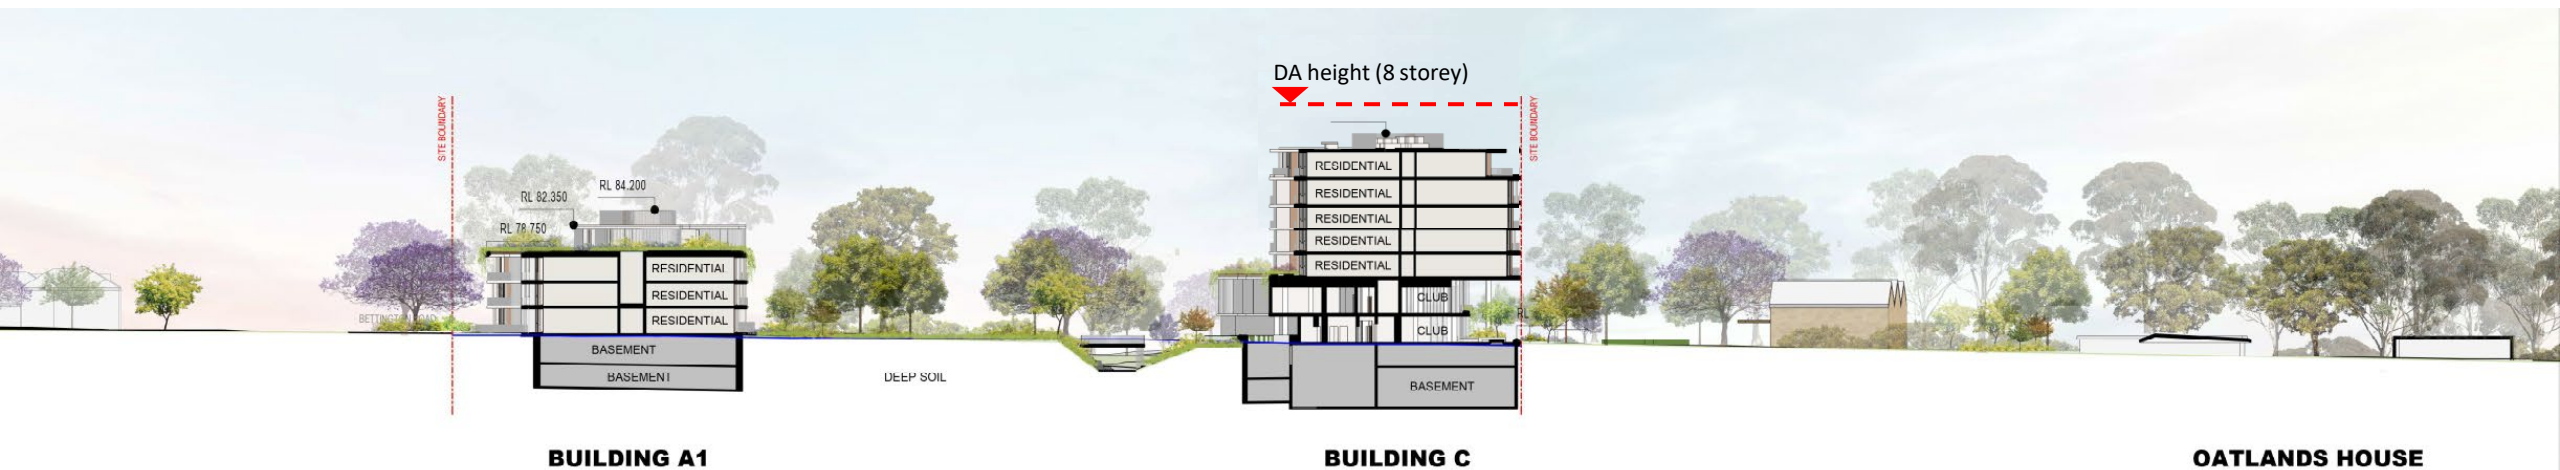 DA height (8 storey)
SITE BOUNDARY
SITE BOUNDARY
RL 84.200
RL 82.350
RL 78.750
RESIDENTIAL
RESIDENTIAL
RESIDENTIAL
BASEMENT
BASEMENT
DEEP SOIL
RESIDENTIAL
RESIDENTIAL
RESIDENTIAL
RESIDENTIAL
RESIDENTIAL
CLUB
CLUB
RL
BASEMENT
BUILDING A1
BUILDING C
OATLANDS HOUSE